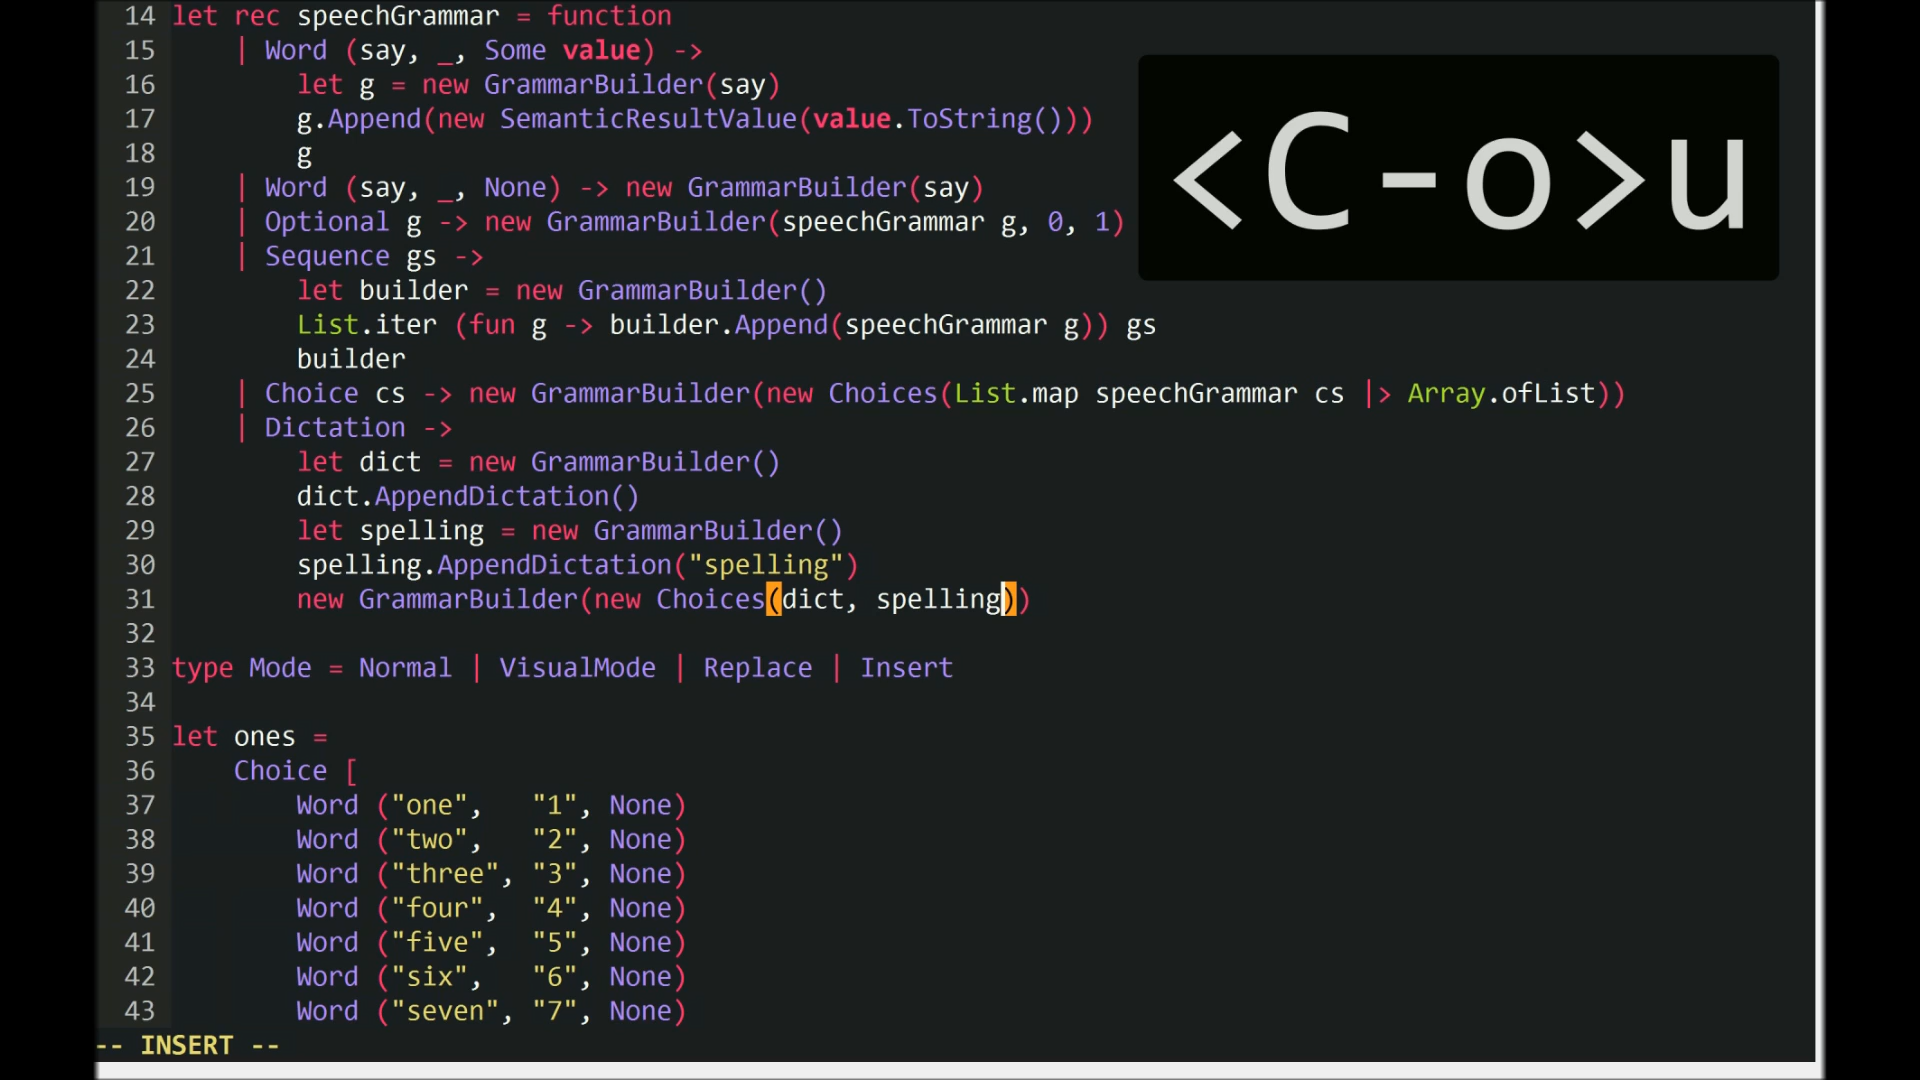 14 let rec speechGrammar = function
15     | Word (say, _, Some value) ->
16         let g = new GrammarBuilder(say)
17         g.Append(new SemanticResultValue(value.ToString()))
18         g
19     | Word (say, _, None) -> new GrammarBuilder(say)
20     | Optional g -> new GrammarBuilder(speechGrammar g, 0, 1)
21     | Sequence gs ->
22         let builder = new GrammarBuilder()
23         List.iter (fun g -> builder.Append(speechGrammar g)) gs
24         builder
25     | Choice cs -> new GrammarBuilder(new Choices(List.map speechGrammar cs |> Array.ofList))
26     | Dictation ->
27         let dict = new GrammarBuilder()
28         dict.AppendDictation()
29         let spelling = new GrammarBuilder()
30         spelling.AppendDictation("spelling")
31         new GrammarBuilder(new Choices(dict, spelling))
32
33 type Mode = Normal | VisualMode | Replace | Insert
34
35 let ones =
36     Choice [
37         Word ("one",   "1", None)
38         Word ("two",   "2", None)
39         Word ("three", "3", None)
40         Word ("four",  "4", None)
41         Word ("five",  "5", None)
42         Word ("six",   "6", None)
43         Word ("seven", "7", None)
-- INSERT --
<C-o>u